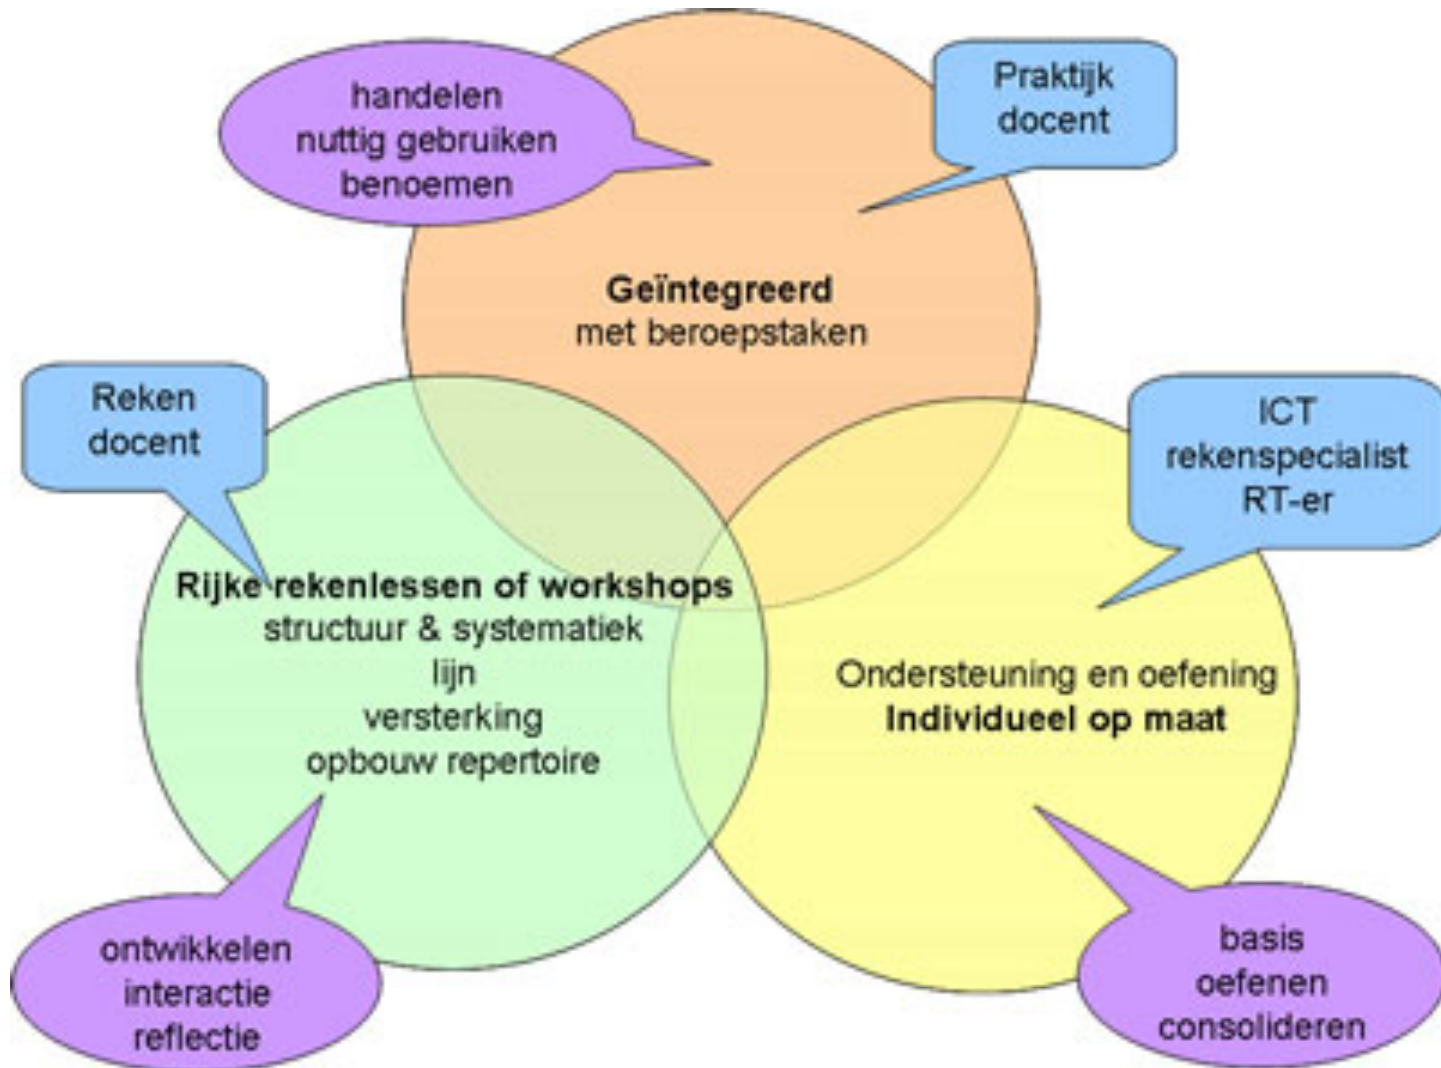 handelen
nuttig gebruiken
benoemen
Praktijk
docent
Geïntegreerd
met beroepstaken
Reken
docent
ICT
rekenspecialist
RT-er
Rijke rekenlessen of workshops
structuur & systematiek
lijn
versterking
opbouw repertoire
Ondersteuning en oefening
Individueel op maat
ontwikkelen
interactie
reflectie
basis
oefenen
consolideren